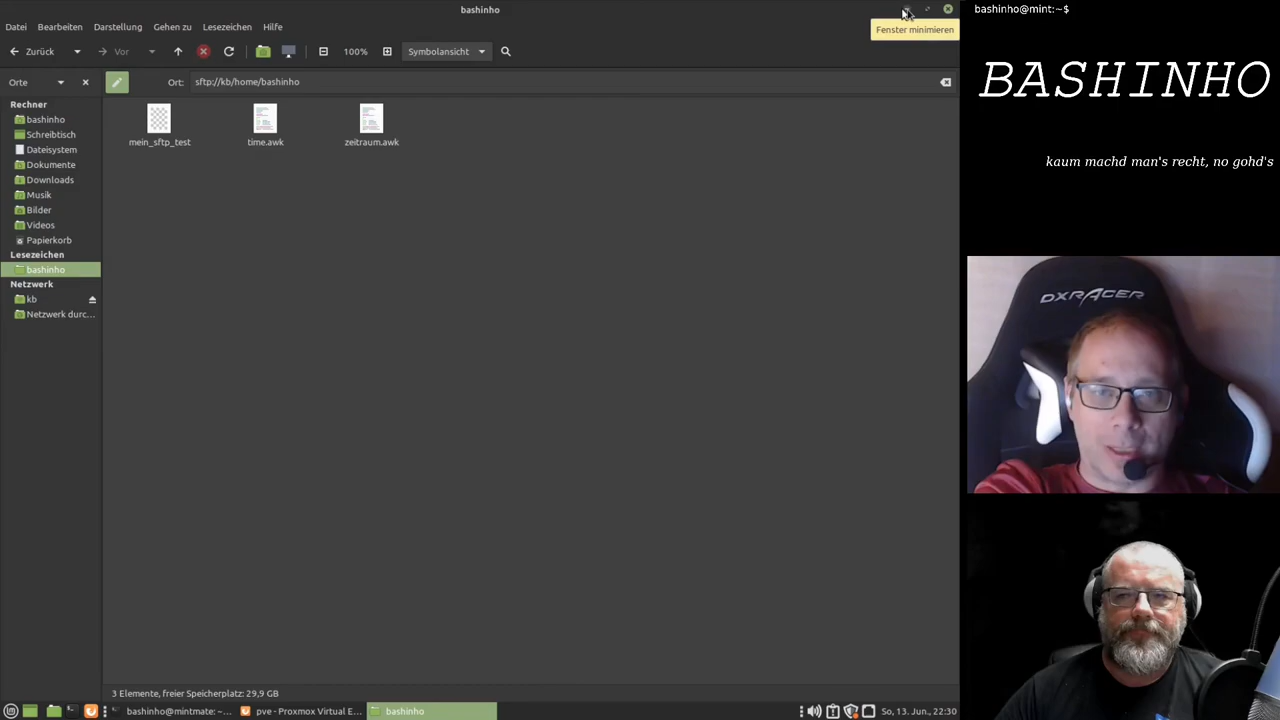 bashinho
Fenster minimieren
Datei Bearbeiten Darstellung Gehen zu Lesezeichen Hilfe
Zurück Vor 100% Symbolansicht
Orte Ort: sftp://kb/home/bashinho
Rechner
bashinho
Schreibtisch
Dateisystem
Dokumente
Downloads
Musik
Bilder
Videos
Papierkorb
Lesezeichen
bashinho
Netzwerk
kb
Netzwerk durc...
mein_sftp_test time.awk zeitraum.awk
3 Elemente, freier Speicherplatz: 29,9 GB
bashinho@mintmate: ~... pve - Proxmox Virtual E... bashinho So, 13. Jun., 22:30
bashinho@mint:~$
BASHINHO
kaum machd man's recht, no gohd's
DXRACER